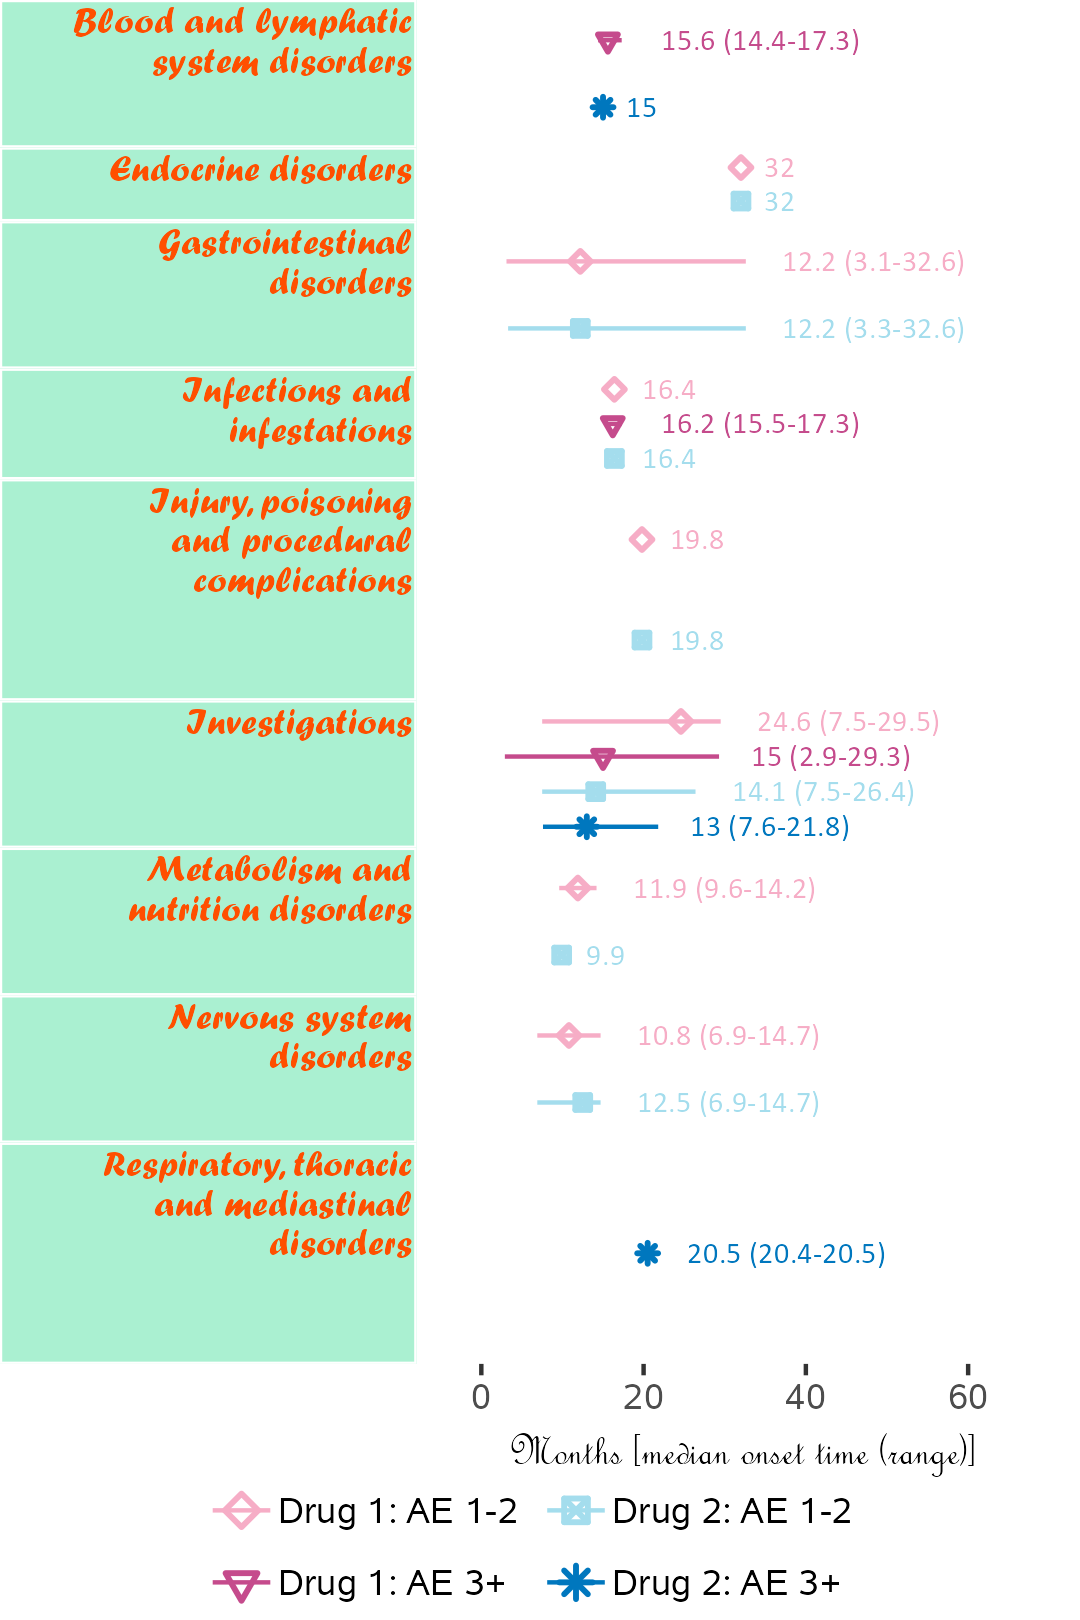 Blood and lymphatic
system disorders
15.6 (14.4-17.3)
15
Endocrine disorders
32
32
Gastrointestinal
disorders
12.2 (3.1-32.6)
12.2 (3.3-32.6)
Infections and
infestations
16.4
16.2 (15.5-17.3)
16.4
Injury, poisoning
and procedural
complications
19.8
19.8
Investigations
24.6 (7.5-29.5)
15 (2.9-29.3)
14.1 (7.5-26.4)
13 (7.6-21.8)
Metabolism and
nutrition disorders
11.9 (9.6-14.2)
9.9
Nervous system
disorders
10.8 (6.9-14.7)
12.5 (6.9-14.7)
Respiratory, thoracic
and mediastinal
disorders
20.5 (20.4-20.5)
0 20 40 60
Months [median onset time (range)]
Drug 1: AE 1-2 Drug 2: AE 1-2
Drug 1: AE 3+ Drug 2: AE 3+